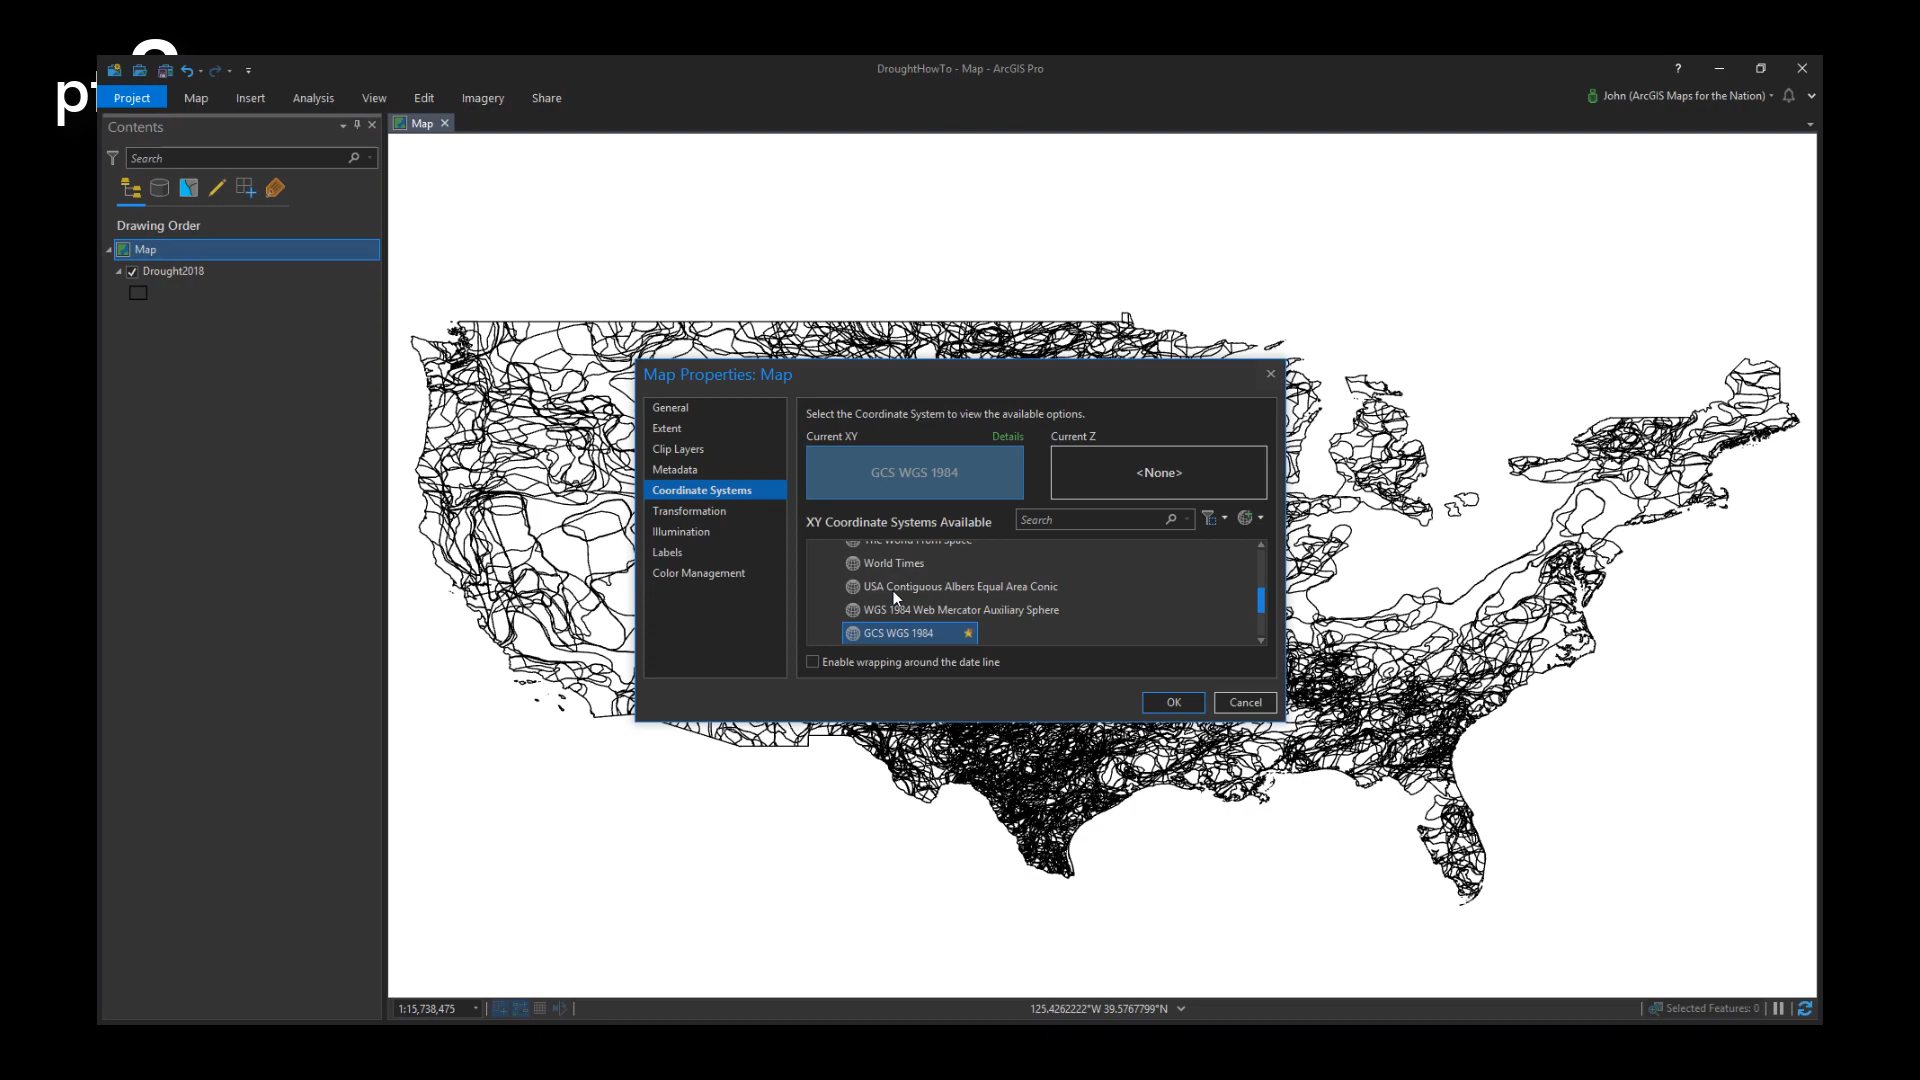 DroughtHowTo - Map - ArcGIS Pro
?
Project Map Insert Analysis View Edit Imagery Share
John (ArcGIS Maps for the Nation)
Contents
Map
Search
Drawing Order
Map
Drought2018
Map Properties: Map
General
Extent
Clip Layers
Metadata
Coordinate Systems
Transformation
Illumination
Labels
Color Management
Select the Coordinate System to view the available options.
Current XY Details Current Z
GCS WGS 1984 <None>
XY Coordinate Systems Available Search
The World From Space
World Times
USA Contiguous Albers Equal Area Conic
WGS 1984 Web Mercator Auxiliary Sphere
GCS WGS 1984
Enable wrapping around the date line
OK Cancel
1:15,738,475
125.4262222°W 39.5767799°N
Selected Features: 0